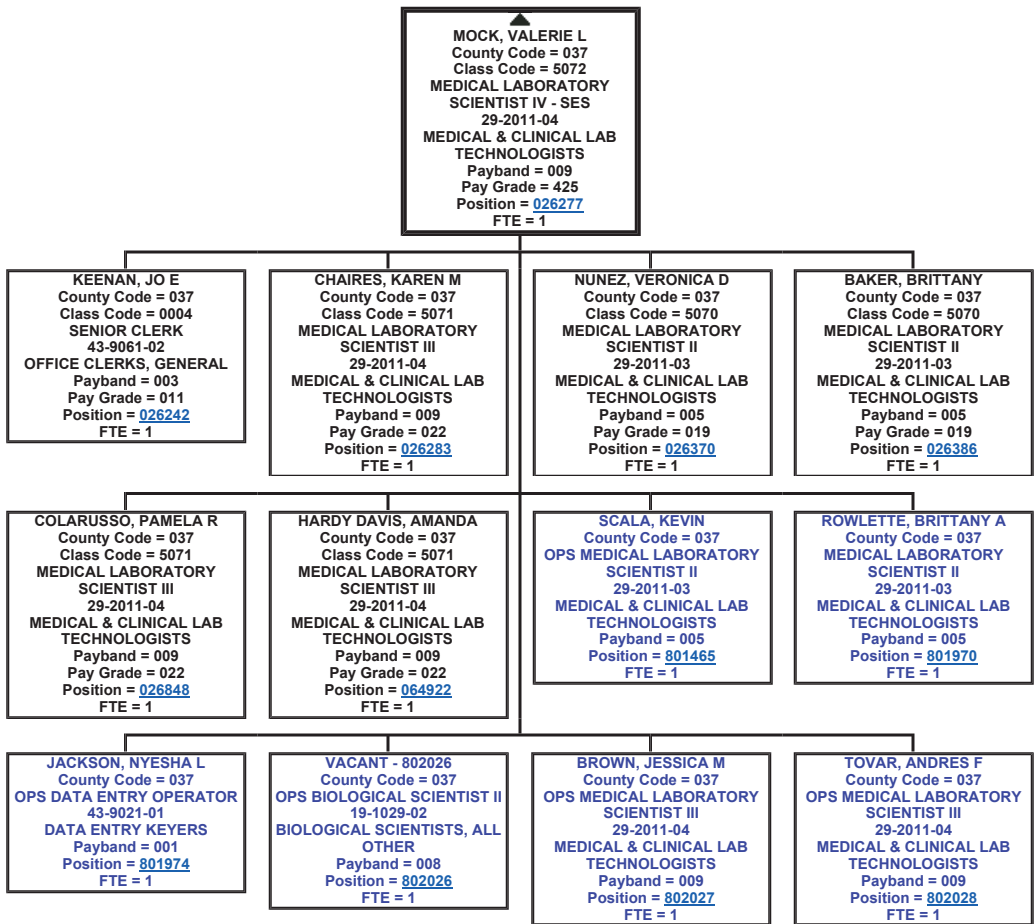 MOCK, VALERIE L
County Code = 037
Class Code = 5072
MEDICAL LABORATORY
SCIENTIST IV - SES
29-2011-04
MEDICAL & CLINICAL LAB
TECHNOLOGISTS
Payband = 009
Pay Grade = 425
Position = 026277
FTE = 1
KEENAN, JO E
County Code = 037
Class Code = 0004
SENIOR CLERK
43-9061-02
OFFICE CLERKS, GENERAL
Payband = 003
Pay Grade = 011
Position = 026242
FTE = 1
CHAIRES, KAREN M
County Code = 037
Class Code = 5071
MEDICAL LABORATORY
SCIENTIST III
29-2011-04
MEDICAL & CLINICAL LAB
TECHNOLOGISTS
Payband = 009
Pay Grade = 022
Position = 026283
FTE = 1
NUNEZ, VERONICA D
County Code = 037
Class Code = 5070
MEDICAL LABORATORY
SCIENTIST II
29-2011-03
MEDICAL & CLINICAL LAB
TECHNOLOGISTS
Payband = 005
Pay Grade = 019
Position = 026370
FTE = 1
BAKER, BRITTANY
County Code = 037
Class Code = 5070
MEDICAL LABORATORY
SCIENTIST II
29-2011-03
MEDICAL & CLINICAL LAB
TECHNOLOGISTS
Payband = 005
Pay Grade = 019
Position = 026386
FTE = 1
COLARUSSO, PAMELA R
County Code = 037
Class Code = 5071
MEDICAL LABORATORY
SCIENTIST III
29-2011-04
MEDICAL & CLINICAL LAB
TECHNOLOGISTS
Payband = 009
Pay Grade = 022
Position = 026848
FTE = 1
HARDY DAVIS, AMANDA
County Code = 037
Class Code = 5071
MEDICAL LABORATORY
SCIENTIST III
29-2011-04
MEDICAL & CLINICAL LAB
TECHNOLOGISTS
Payband = 009
Pay Grade = 022
Position = 064922
FTE = 1
SCALA, KEVIN
County Code = 037
OPS MEDICAL LABORATORY
SCIENTIST II
29-2011-03
MEDICAL & CLINICAL LAB
TECHNOLOGISTS
Payband = 005
Position = 801465
FTE = 1
ROWLETTE, BRITTANY A
County Code = 037
MEDICAL LABORATORY
SCIENTIST II
29-2011-03
MEDICAL & CLINICAL LAB
TECHNOLOGISTS
Payband = 005
Position = 801970
FTE = 1
JACKSON, NYESHA L
County Code = 037
OPS DATA ENTRY OPERATOR
43-9021-01
DATA ENTRY KEYERS
Payband = 001
Position = 801974
FTE = 1
VACANT - 802026
County Code = 037
OPS BIOLOGICAL SCIENTIST II
19-1029-02
BIOLOGICAL SCIENTISTS, ALL
OTHER
Payband = 008
Position = 802026
FTE = 1
BROWN, JESSICA M
County Code = 037
OPS MEDICAL LABORATORY
SCIENTIST III
29-2011-04
MEDICAL & CLINICAL LAB
TECHNOLOGISTS
Payband = 009
Position = 802027
FTE = 1
TOVAR, ANDRES F
County Code = 037
OPS MEDICAL LABORATORY
SCIENTIST III
29-2011-04
MEDICAL & CLINICAL LAB
TECHNOLOGISTS
Payband = 009
Position = 802028
FTE = 1